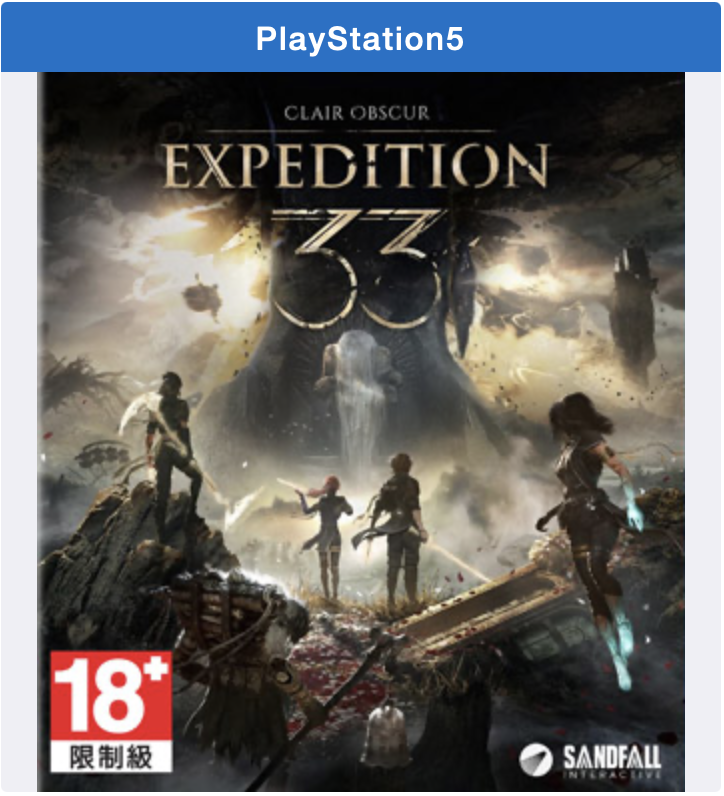 PlayStation5
CLAIR OBSCUR
EXPEDITION
33
18+
限制級
SANDFALL
INTERACTIVE